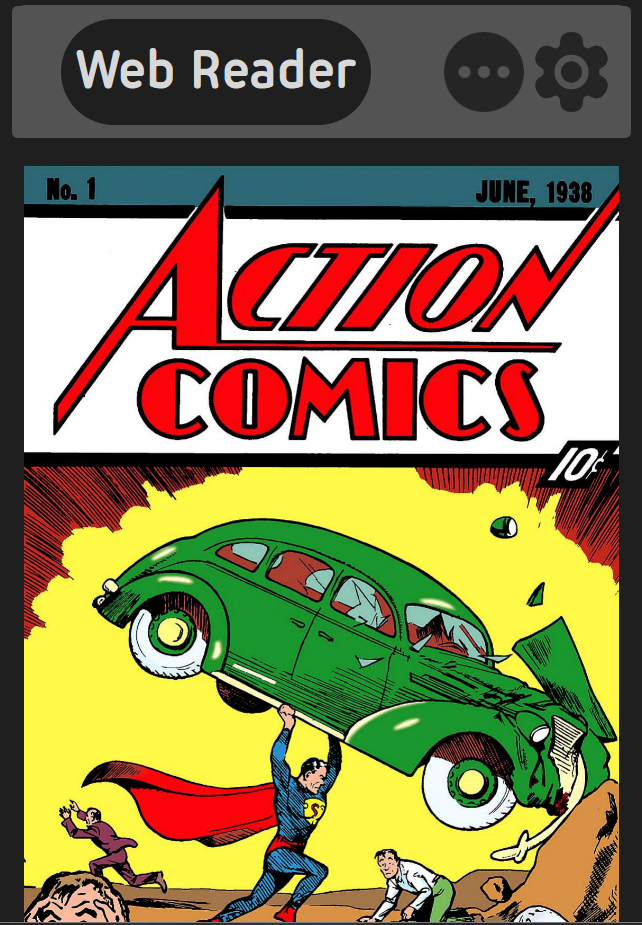 Web Reader
No. 1
JUNE, 1938
ACTION
COMICS
10¢
S